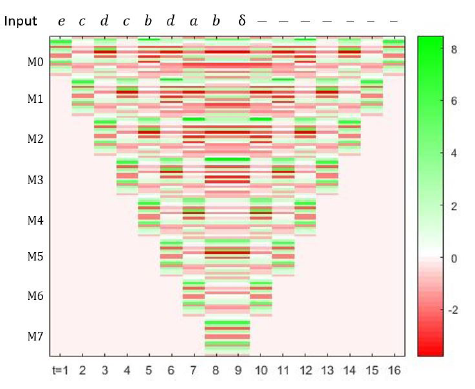 Input e c d c b d a b δ – – – – – – –
8
M0
M1
6
M2
4
M3
2
M4
M5
0
M6
-2
M7
t=1 2 3 4 5 6 7 8 9 10 11 12 13 14 15 16